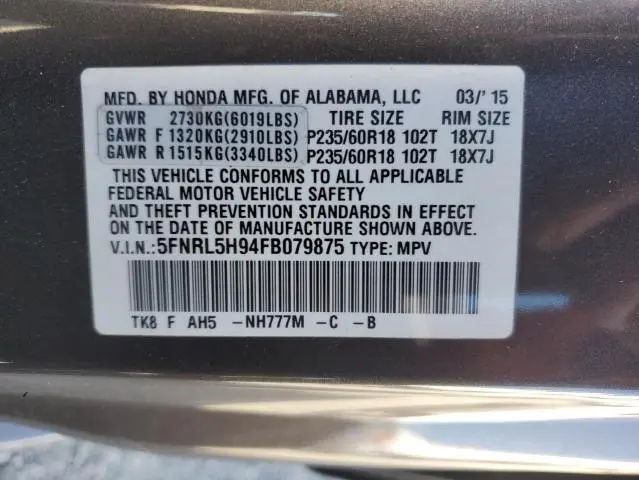 MFD. BY HONDA MFG. OF ALABAMA, LLC 03/'15
GVWR 2730KG(6019LBS) TIRE SIZE RIM SIZE
GAWR F 1320KG(2910LBS) P235/60R18 102T 18X7J
GAWR R 1515KG(3340LBS) P235/60R18 102T 18X7J
THIS VEHICLE CONFORMS TO ALL APPLICABLE
FEDERAL MOTOR VEHICLE SAFETY
AND THEFT PREVENTION STANDARDS IN EFFECT
ON THE DATE OF MANUFACTURE SHOWN ABOVE.
V.I.N.:5FNRL5H94FB079875 TYPE: MPV
TK8 F AH5 -NH777M -C -B